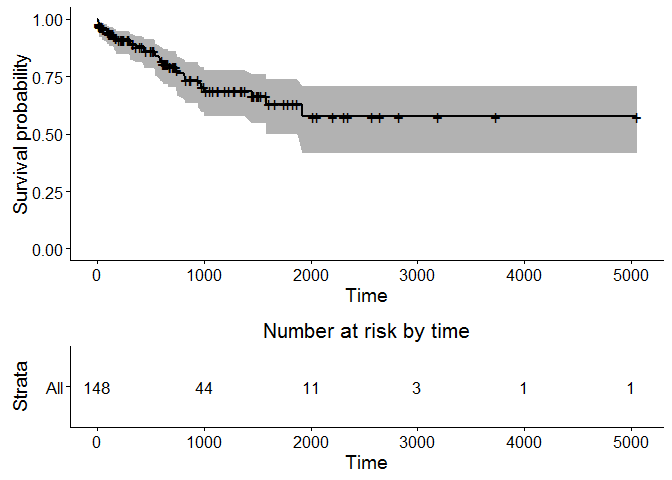 Survival probability
1.00
0.75
0.50
0.25
0.00
0 1000 2000 3000 4000 5000
Time
Number at risk by time
Strata
All 148 44 11 3 1 1
0 1000 2000 3000 4000 5000
Time